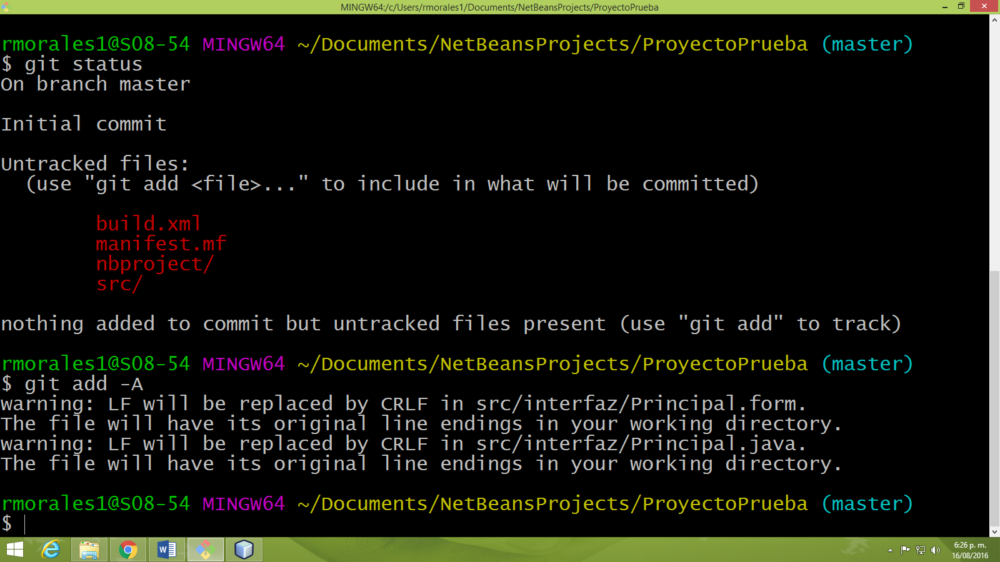 MINGW64:/c/Users/rmorales1/Documents/NetBeansProjects/ProyectoPrueba
rmorales1@S08-54 MINGW64 ~/Documents/NetBeansProjects/ProyectoPrueba (master)
$ git status
On branch master
Initial commit
Untracked files:
  (use "git add <file>..." to include in what will be committed)
        build.xml
        manifest.mf
        nbproject/
        src/
nothing added to commit but untracked files present (use "git add" to track)
rmorales1@S08-54 MINGW64 ~/Documents/NetBeansProjects/ProyectoPrueba (master)
$ git add -A
warning: LF will be replaced by CRLF in src/interfaz/Principal.form.
The file will have its original line endings in your working directory.
warning: LF will be replaced by CRLF in src/interfaz/Principal.java.
The file will have its original line endings in your working directory.
rmorales1@S08-54 MINGW64 ~/Documents/NetBeansProjects/ProyectoPrueba (master)
$
6:26 p. m.
16/08/2016